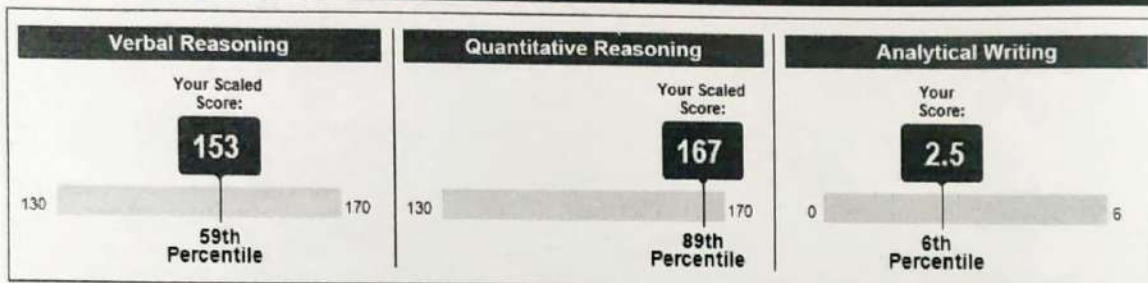 Verbal Reasoning
Your Scaled
Score:
153
130
170
59th
Percentile
Quantitative Reasoning
Your Scaled
Score:
167
130
170
89th
Percentile
Analytical Writing
Your
Score:
2.5
0
6
6th
Percentile